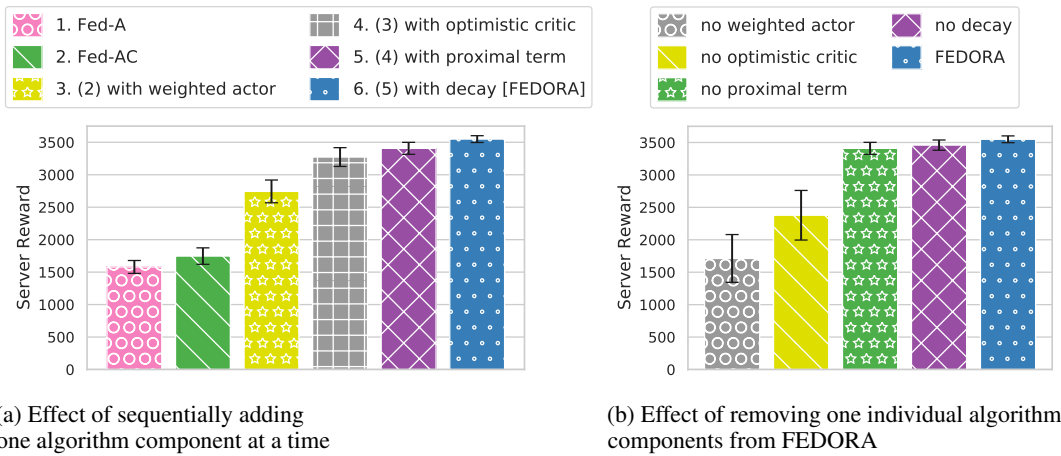 1. Fed-A
2. Fed-AC
3. (2) with weighted actor
4. (3) with optimistic critic
5. (4) with proximal term
6. (5) with decay [FEDORA]
Server Reward
3500
3000
2500
2000
1500
1000
500
0
(a) Effect of sequentially adding
one algorithm component at a time
no weighted actor
no optimistic critic
no proximal term
no decay
FEDORA
Server Reward
3500
3000
2500
2000
1500
1000
500
0
(b) Effect of removing one individual algorithm
components from FEDORA